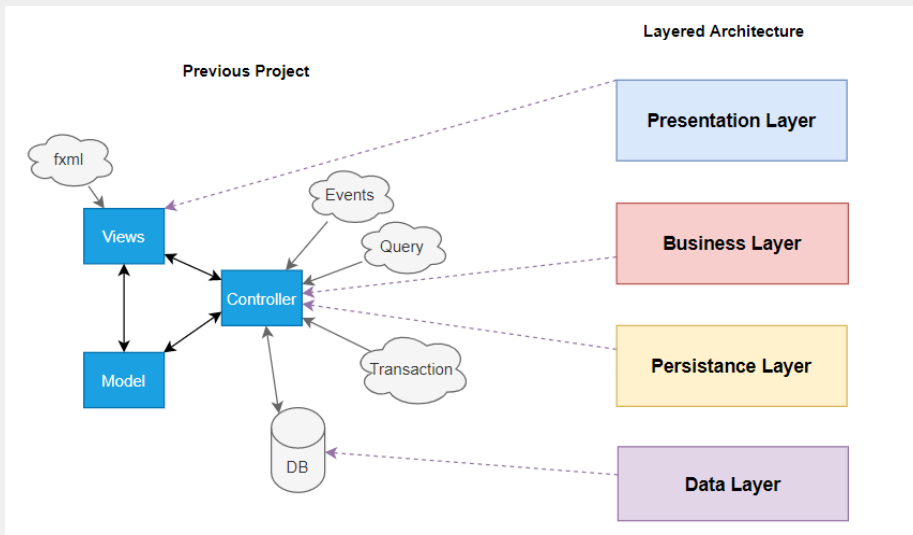 Layered Architecture
Previous Project
Presentation Layer
fxml
Events
Views
Query
Business Layer
Controller
Model
Transaction
Persistance Layer
DB
Data Layer